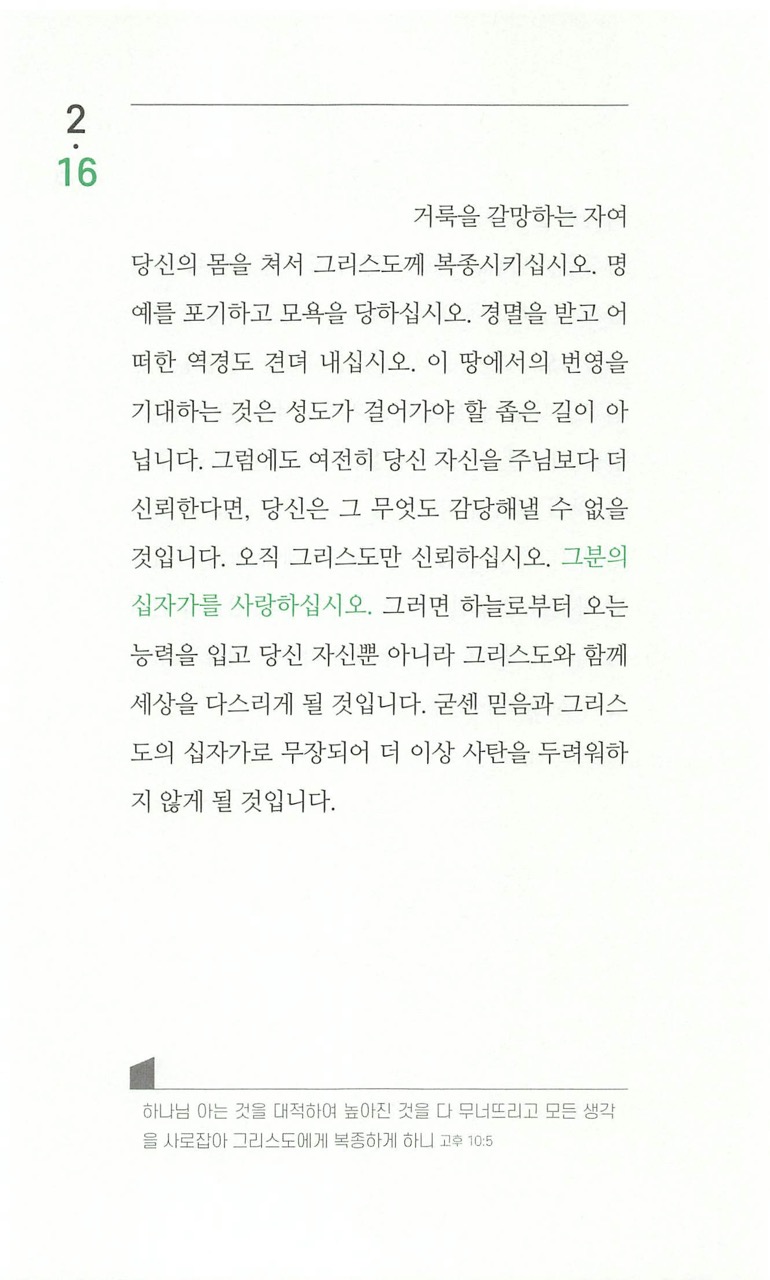 2
·
16
거룩을 갈망하는 자여
당신의 몸을 쳐서 그리스도께 복종시키십시오. 명
예를 포기하고 모욕을 당하십시오. 경멸을 받고 어
떠한 역경도 견뎌 내십시오. 이 땅에서의 번영을
기대하는 것은 성도가 걸어가야 할 좁은 길이 아
닙니다. 그럼에도 여전히 당신 자신을 주님보다 더
신뢰한다면, 당신은 그 무엇도 감당해낼 수 없을
것입니다. 오직 그리스도만 신뢰하십시오. 그분의
십자가를 사랑하십시오. 그러면 하늘로부터 오는
능력을 입고 당신 자신뿐 아니라 그리스도와 함께
세상을 다스리게 될 것입니다. 굳센 믿음과 그리스
도의 십자가로 무장되어 더 이상 사탄을 두려워하
지 않게 될 것입니다.
하나님 아는 것을 대적하여 높아진 것을 다 무너뜨리고 모든 생각
을 사로잡아 그리스도에게 복종하게 하니 고후 10:5